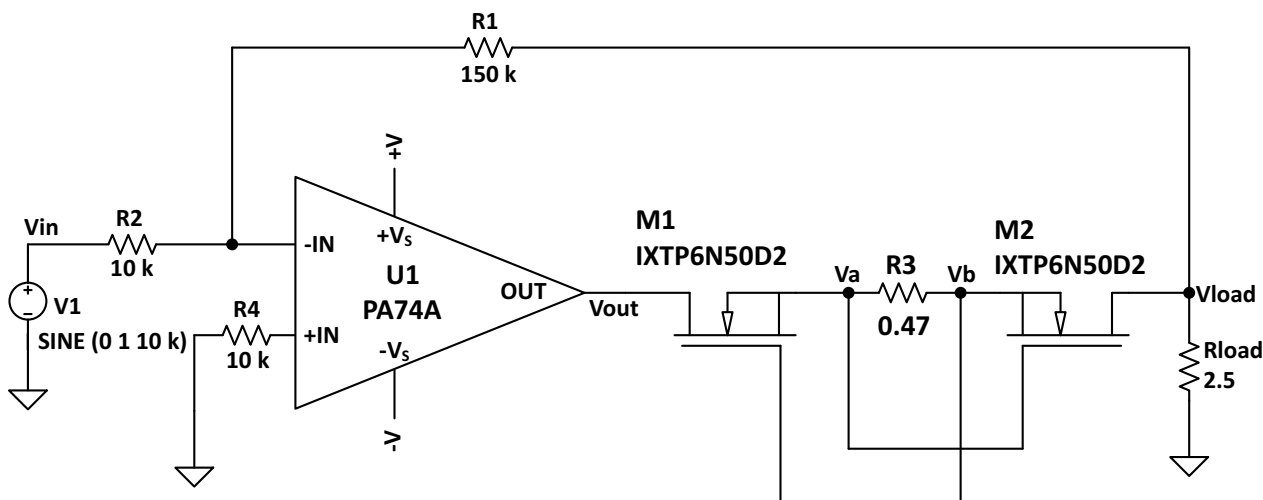 R1
150 k
+V
Vin
R2
10 k
-IN
+VS
U1
PA74A
OUT
Vout
M1
IXTP6N50D2
Va
R3
0.47
Vb
M2
IXTP6N50D2
Vload
V1
SINE (0 1 10 k)
R4
10 k
+IN
-VS
-V
Rload
2.5